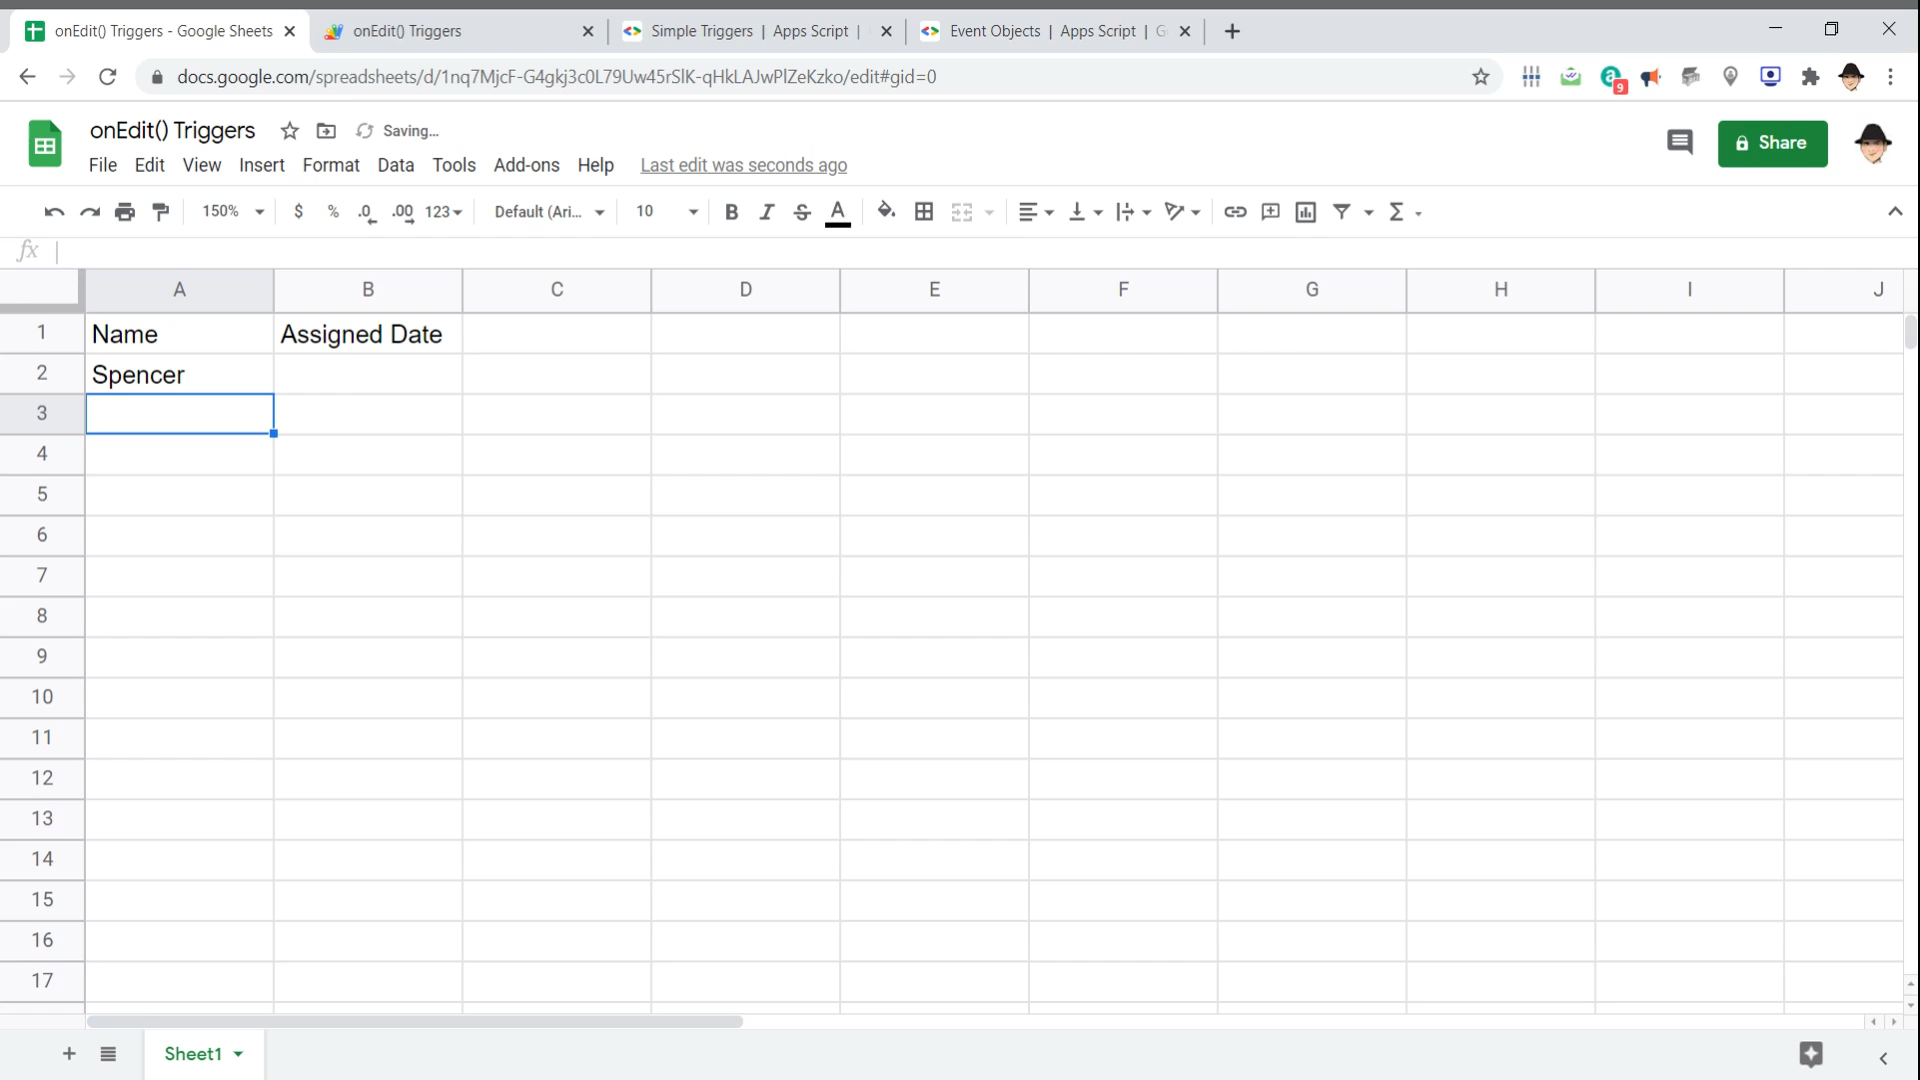 onEdit() Triggers - Google Sheets
onEdit() Triggers
Simple Triggers | Apps Script |
Event Objects | Apps Script | G
docs.google.com/spreadsheets/d/1nq7MjcF-G4gkj3c0L79Uw45rSlK-qHkLAJwPlZeKzko/edit#gid=0
9
onEdit() Triggers Saving...
Share
File Edit View Insert Format Data Tools Add-ons Help Last edit was seconds ago
150% $ % .0 .00 123 Default (Ari... 10 B I S A Σ
fx
A B C D E F G H I J
1 Name Assigned Date
2 Spencer
3
4
5
6
7
8
9
10
11
12
13
14
15
16
17
Sheet1